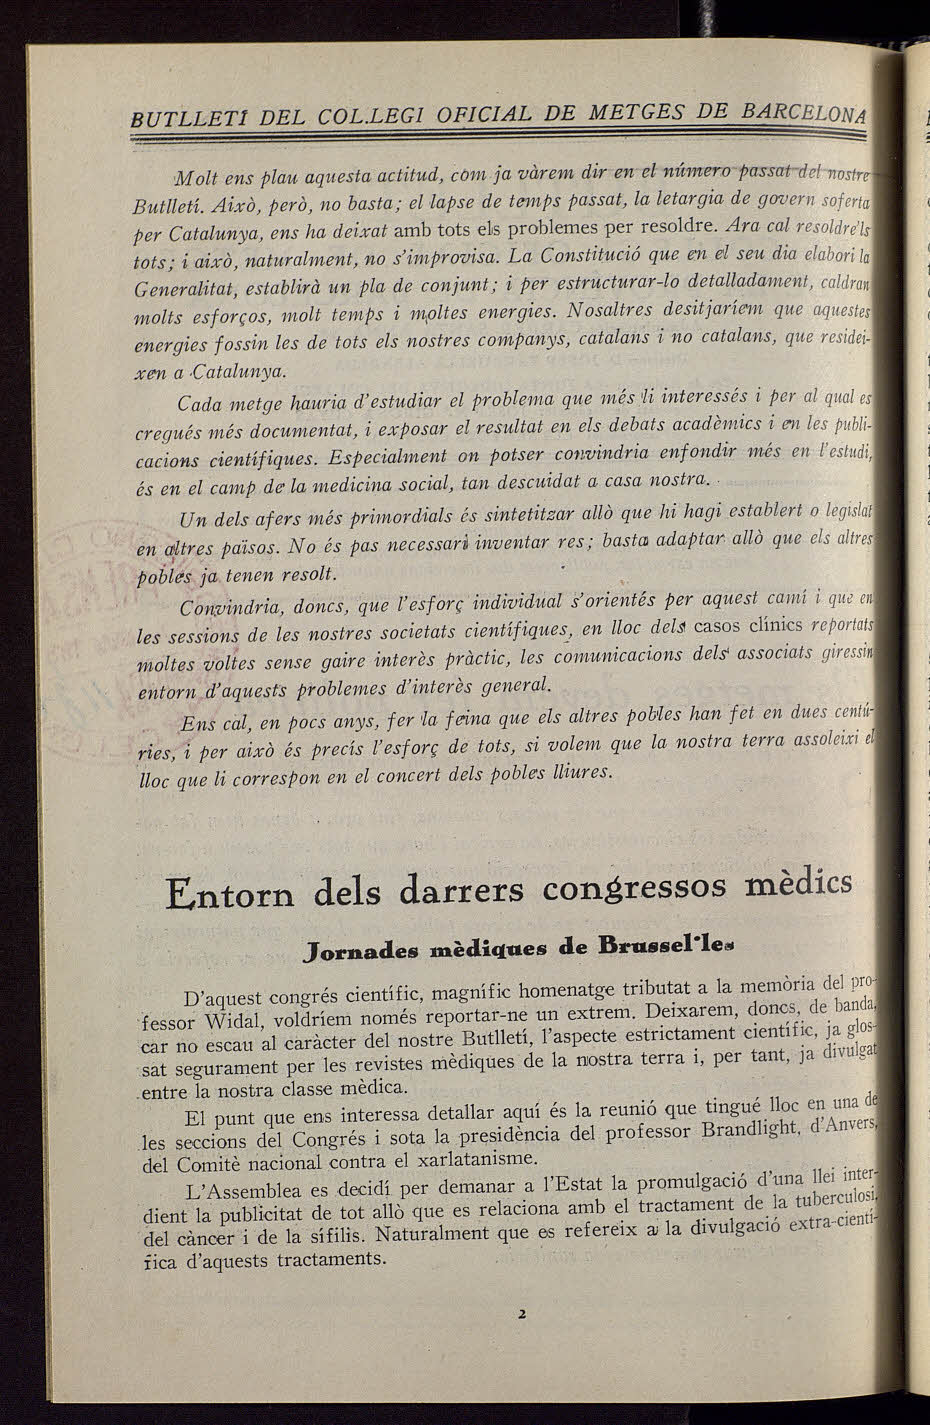 BUTLLETÍ DEL COL.LEGI OFICIAL DE METGES DE BARCELONA
Molt ens plau aquesta actitud, com ja vàrem dir en el número passat del nostre
Butlletí. Això, però, no basta; el lapse de temps passat, la letargia de govern soferta
per Catalunya, ens ha deixat amb tots els problemes per resoldre. Ara cal resoldre'ls
tots; i això, naturalment, no s'improvisa. La Constitució que en el seu dia elabori la
Generalitat, establirà un pla de conjunt; i per estructurar-lo detalladament, caldran
molts esforços, molt temps i moltes energies. Nosaltres desitjaríem que aquestes
energies fossin les de tots els nostres companys, catalans i no catalans, que residei-
xen a Catalunya.
Cada metge hauria d'estudiar el problema que més li interessés i per al qual es
cregués més documentat, i exposar el resultat en els debats acadèmics i en les publi-
cacions científiques. Especialment on potser convindria enfondir més en l'estudi,
és en el camp de la medicina social, tan descuidat a casa nostra.
Un dels afers més primordials és sintetitzar allò que hi hagi establert o legislat
en altres països. No és pas necessari inventar res; basta adaptar allò que els altres
pobles ja tenen resolt.
Convindria, doncs, que l'esforç individual s'orientés per aquest camí i que en
les sessions de les nostres societats científiques, en lloc dels casos clínics reportats
moltes voltes sense gaire interès pràctic, les comunicacions dels associats giressin
entorn d'aquests problemes d'interès general.
Ens cal, en pocs anys, fer la feina que els altres pobles han fet en dues centú-
ries, i per això és precís l'esforç de tots, si volem que la nostra terra assoleixi el
lloc que li correspon en el concert dels pobles lliures.
Entorn dels darrers congressos mèdics
Jornades mèdiques de Brussel·les
D'aquest congrés científic, magnífic homenatge tributat a la memòria del pro-
fessor Widal, voldríem només reportar-ne un extrem. Deixarem, doncs, de banda,
car no escau al caràcter del nostre Butlletí, l'aspecte estrictament científic, ja glos-
sat segurament per les revistes mèdiques de la nostra terra i, per tant, ja divulgat
entre la nostra classe mèdica.
El punt que ens interessa detallar aquí és la reunió que tingué lloc en una de
les seccions del Congrés i sota la presidència del professor Brandlight, d'Anvers,
del Comitè nacional contra el xarlatanisme.
L'Assemblea es decidí per demanar a l'Estat la promulgació d'una llei inter-
dient la publicitat de tot allò que es relaciona amb el tractament de la tuberculosi,
del càncer i de la sífilis. Naturalment que es refereix a la divulgació extra-cientí-
fica d'aquests tractaments.
2